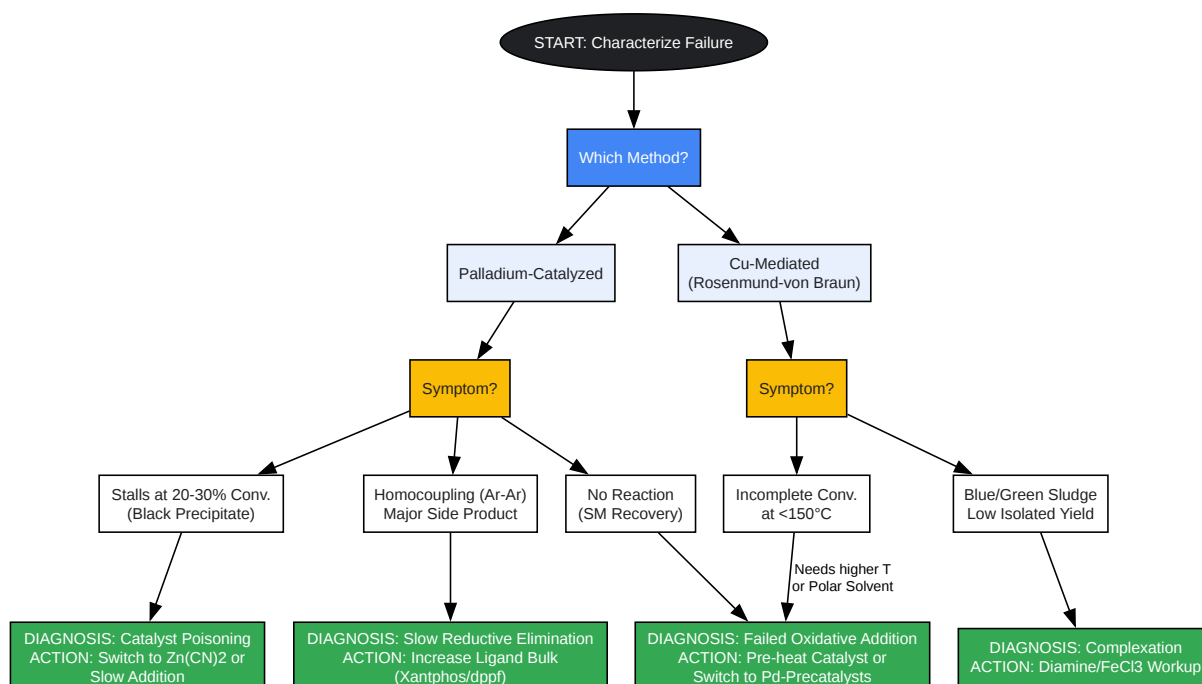 START: Characterize Failure
Which Method?
Palladium-Catalyzed
Cu-Mediated
(Rosenmund-von Braun)
Symptom?
Symptom?
Stalls at 20-30% Conv.
(Black Precipitate)
Homocoupling (Ar-Ar)
Major Side Product
No Reaction
(SM Recovery)
Incomplete Conv.
at <150°C
Blue/Green Sludge
Low Isolated Yield
Needs higher T
or Polar Solvent
DIAGNOSIS: Catalyst Poisoning
ACTION: Switch to Zn(CN)2 or
Slow Addition
DIAGNOSIS: Slow Reductive Elimination
ACTION: Increase Ligand Bulk
(Xantphos/dppf)
DIAGNOSIS: Failed Oxidative Addition
ACTION: Pre-heat Catalyst or
Switch to Pd-Precatalysts
DIAGNOSIS: Complexation
ACTION: Diamine/FeCl3 Workup